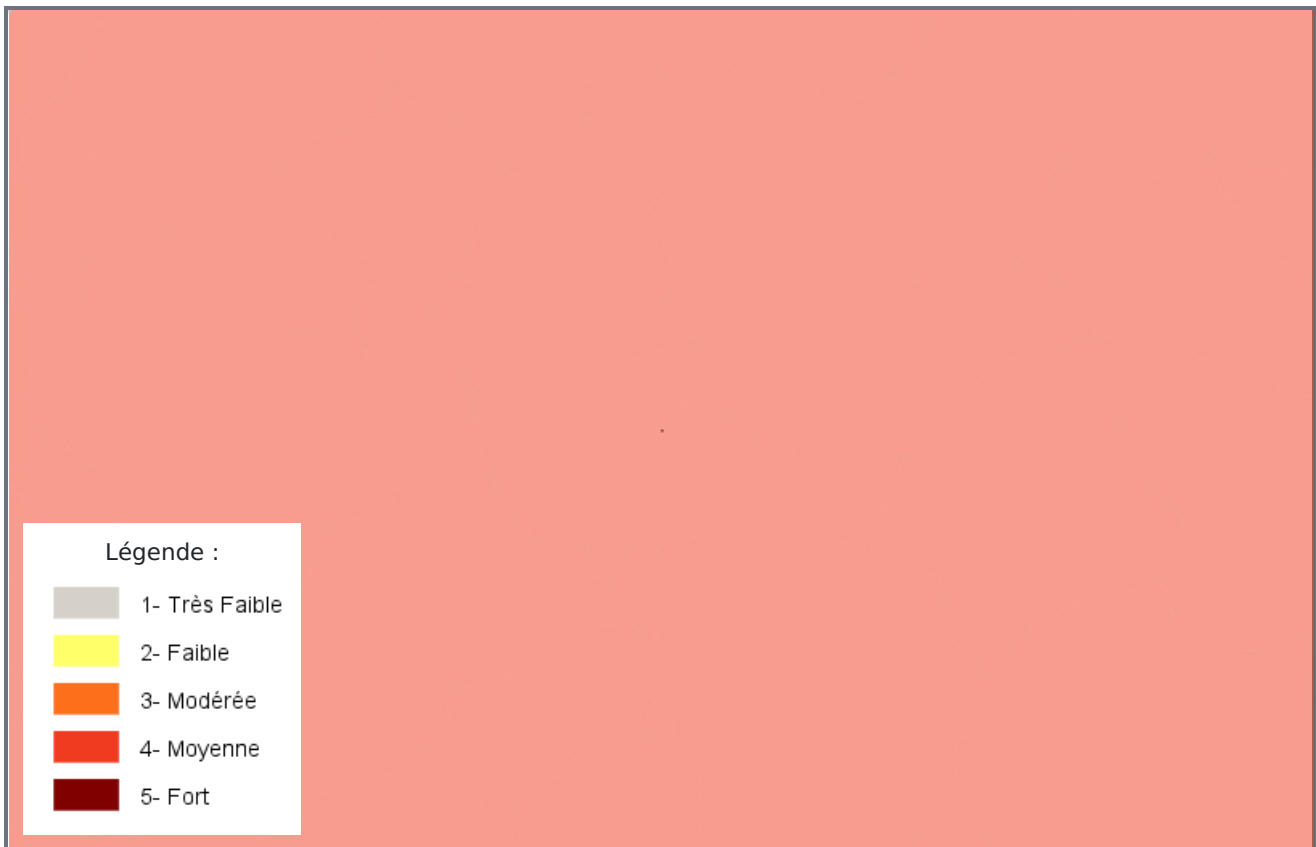 Légende :
1- Très Faible
2- Faible
3- Modérée
4- Moyenne
5- Fort